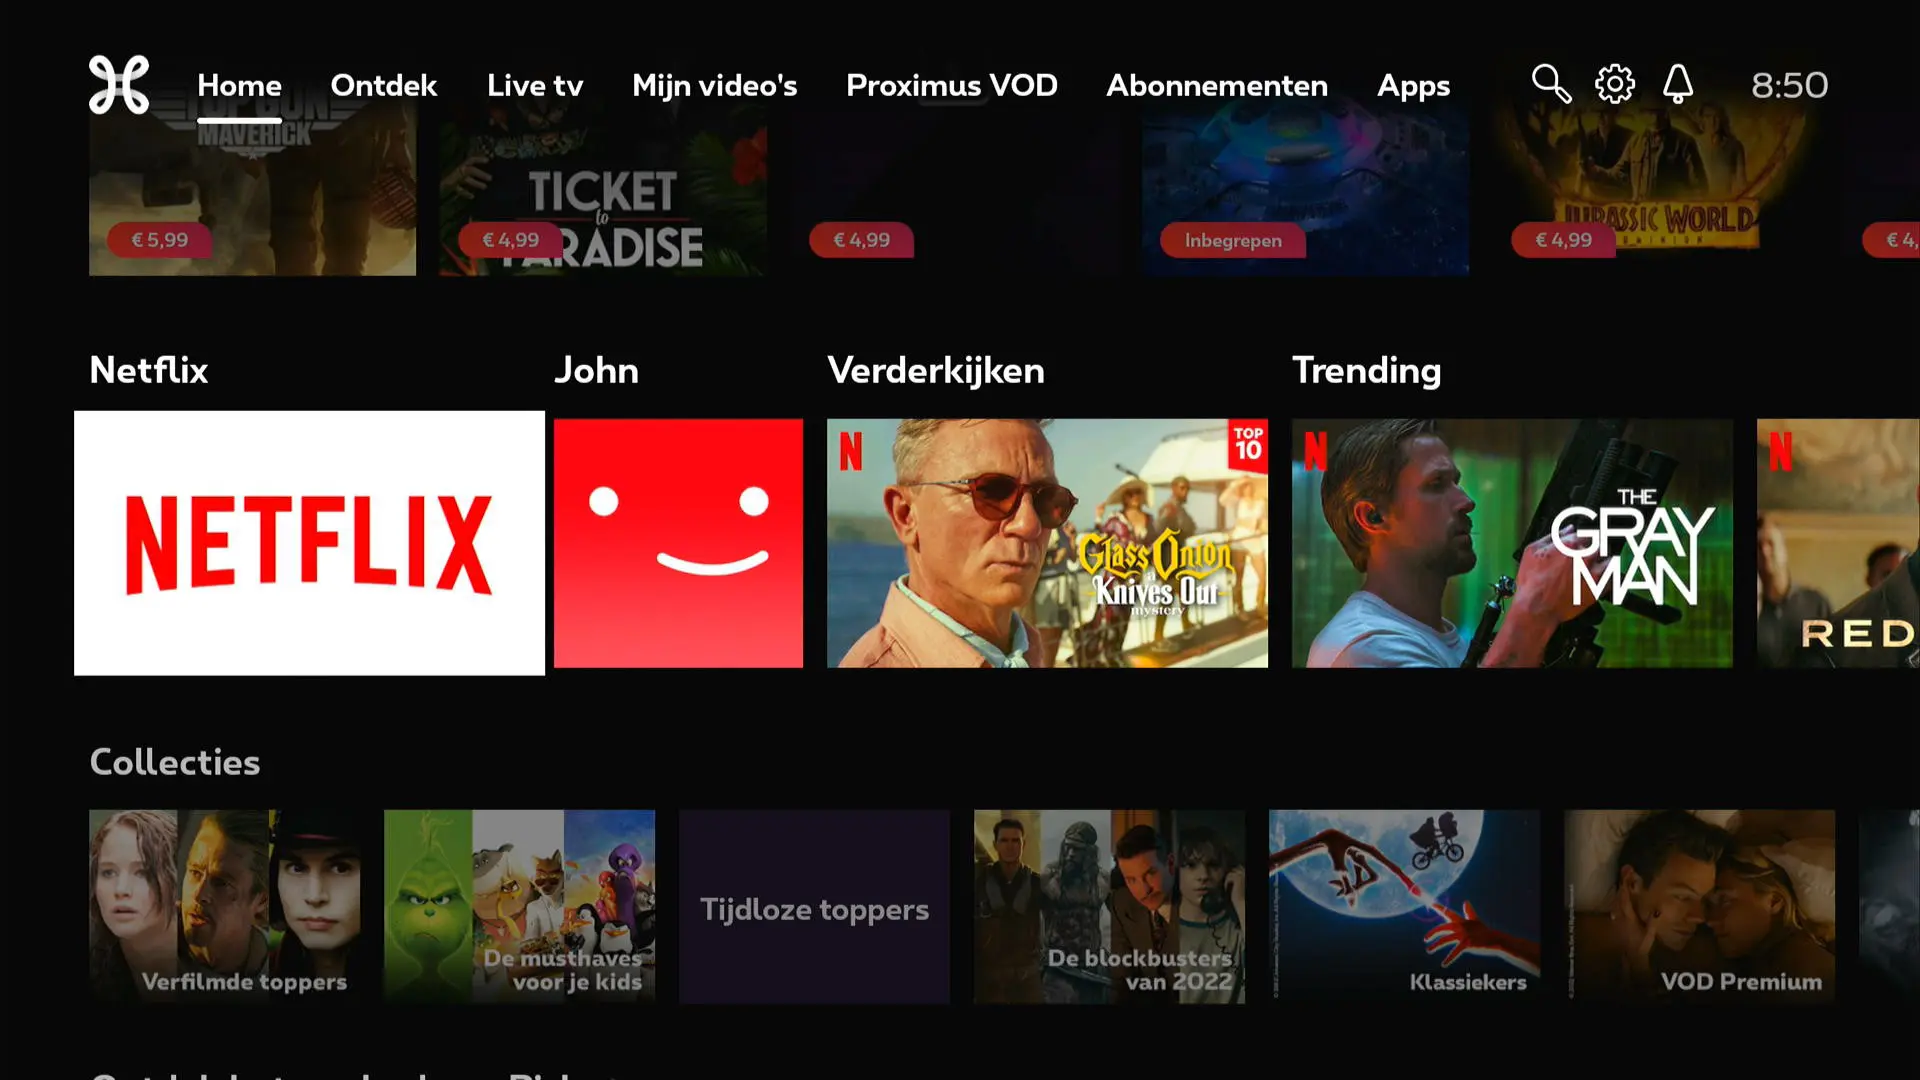 Home Ontdek Live tv Mijn video's Proximus VOD Abonnementen Apps 8:50
TOP GUN
MAVERICK
€ 5,99
TICKET
to
PARADISE
€ 4,99
€ 4,99
Inbegrepen
JURASSIC WORLD
DOMINION
€ 4,99
€ 4,
Netflix John Verderkijken Trending
NETFLIX
N
TOP
10
Glass Onion
a
Knives Out
mystery
N
THE
GRAY
MAN
N
RED
Collecties
Verfilmde toppers
De musthaves
voor je kids
Tijdloze toppers
De blockbusters
van 2022
Klassiekers
VOD Premium